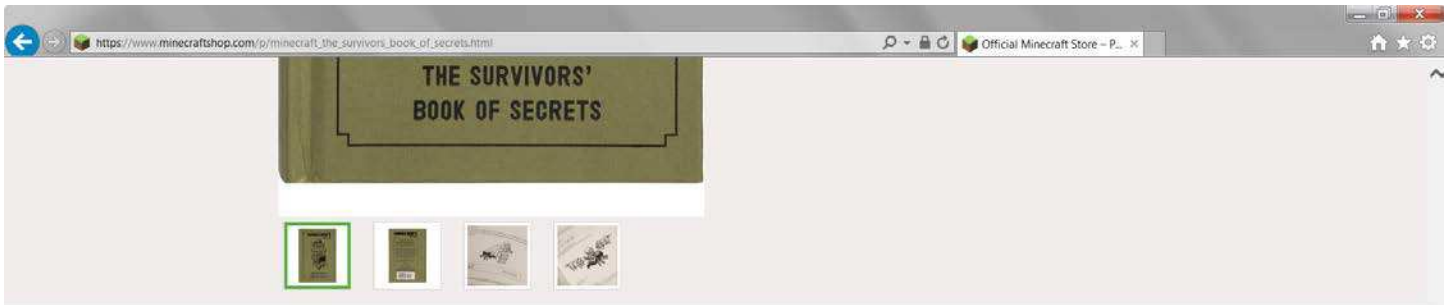 https://www.minecraftshop.com/p/minecraft_the_survivors_book_of_secrets.html
Official Minecraft Store – P...
THE SURVIVORS'
BOOK OF SECRETS